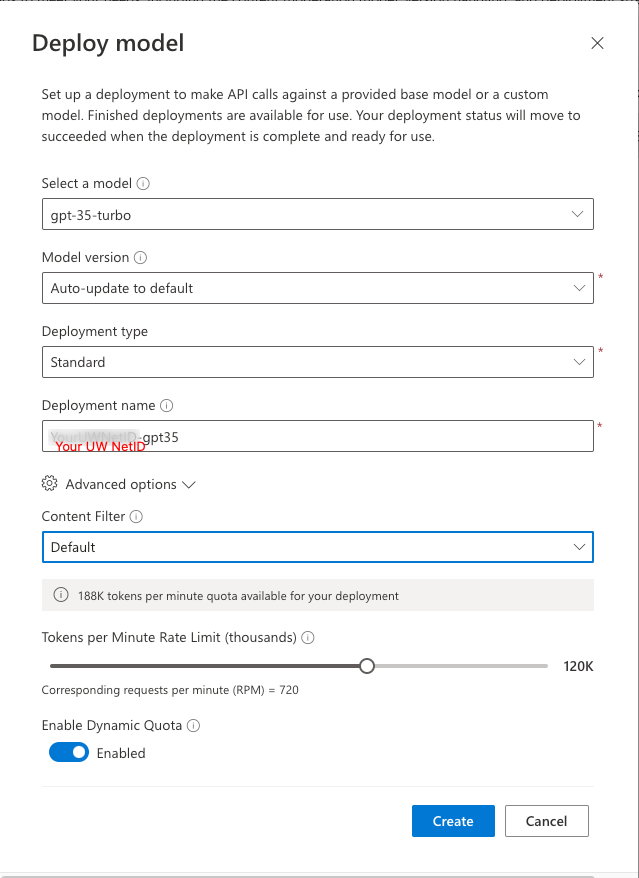 Deploy model
Set up a deployment to make API calls against a provided base model or a custom
model. Finished deployments are available for use. Your deployment status will move to
succeeded when the deployment is complete and ready for use.
Select a model
gpt-35-turbo
Model version
Auto-update to default
*
Deployment type
Standard
*
Deployment name
YourUWNetID-gpt35
*
Your UW NetID
Advanced options
Content Filter
Default
188K tokens per minute quota available for your deployment
Tokens per Minute Rate Limit (thousands)
120K
Corresponding requests per minute (RPM) = 720
Enable Dynamic Quota
Enabled
Create
Cancel